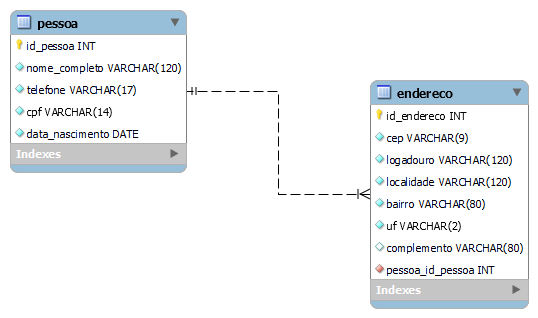 pessoa
id_pessoa INT
nome_completo VARCHAR(120)
telefone VARCHAR(17)
cpf VARCHAR(14)
data_nascimento DATE
Indexes
endereco
id_endereco INT
cep VARCHAR(9)
logadouro VARCHAR(120)
localidade VARCHAR(120)
bairro VARCHAR(80)
uf VARCHAR(2)
complemento VARCHAR(80)
pessoa_id_pessoa INT
Indexes